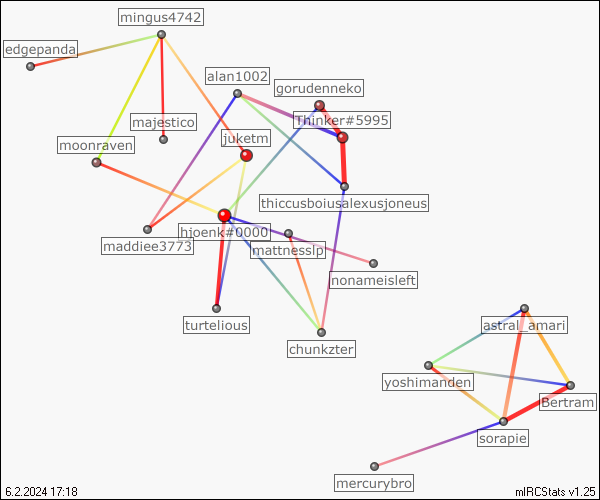 mingus4742
edgepanda
alan1002
gorudenneko
majestico
Thinker#5995
juketm
moonraven
thiccusboiusalexusjoneus
hjoenk#0000
maddiee3773
mattnesslp
nonameisleft
turtelious
astral_amari
chunkzter
yoshimanden
Bertram
sorapie
mercurybro
6.2.2024 17:18
mIRCStats v1.25